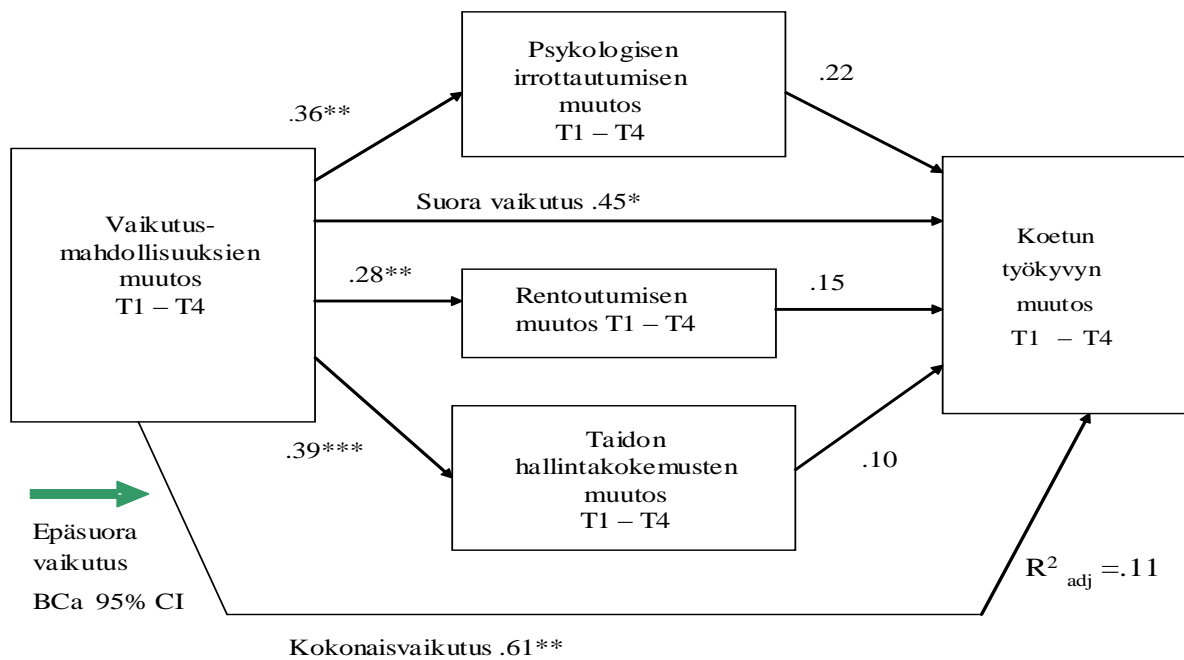 Psykologisen
irrottautumisen
muutos
T1 – T4
.22
.36**
Vaikutus-
mahdollisuuksien
muutos
T1 – T4
Suora vaikutus .45*
Koetun
työkyvyn
muutos
T1 – T4
.28**
Rentoutumisen
muutos T1 – T4
.15
.39***
Taidon
hallintakokemusten
muutos
T1 – T4
.10
Epäsuora
vaikutus
BCa 95% CI
R² adj =.11
Kokonaisvaikutus .61**